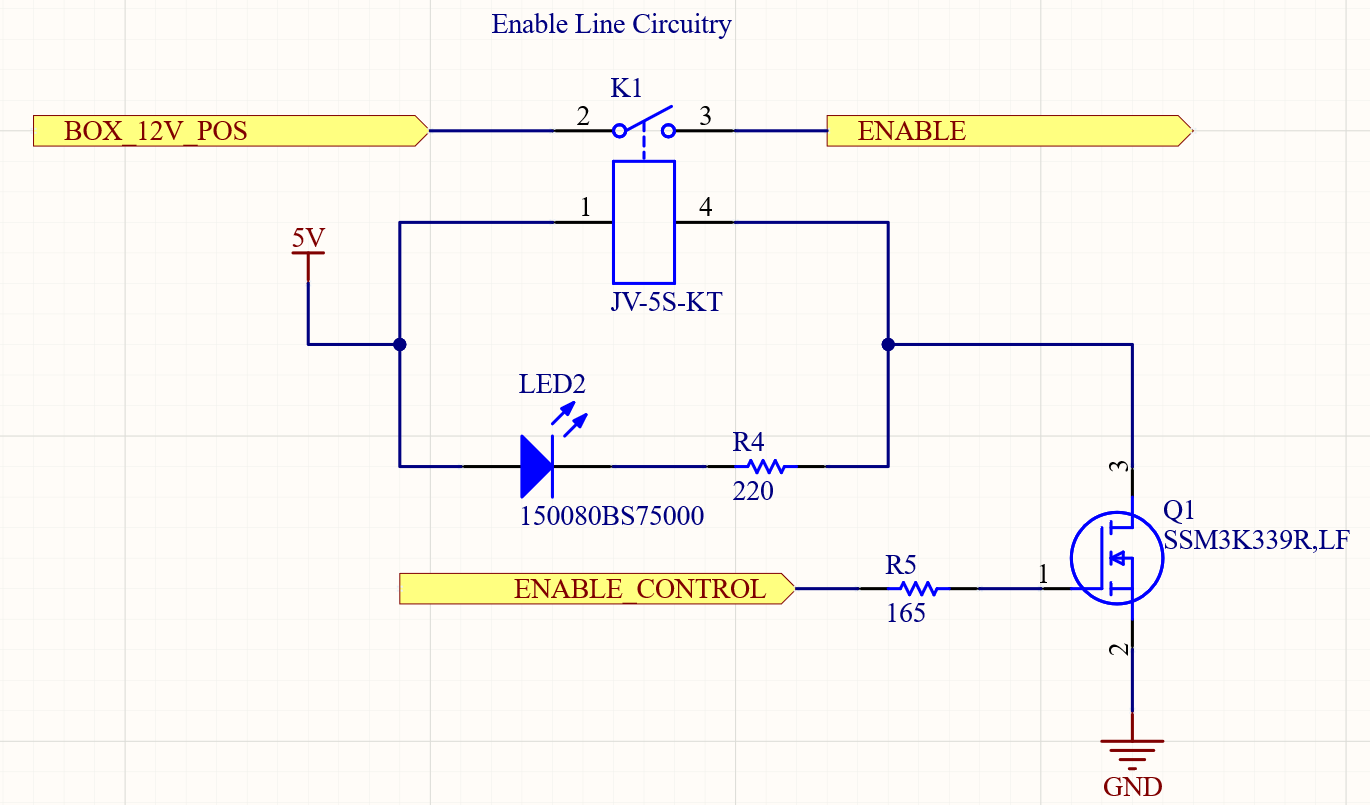 Enable Line Circuitry
K1
BOX_12V_POS
2
3
ENABLE
1
4
5V
JV-5S-KT
LED2
R4
220
150080BS75000
3
Q1
SSM3K339R,LF
R5
1
ENABLE_CONTROL
165
2
GND